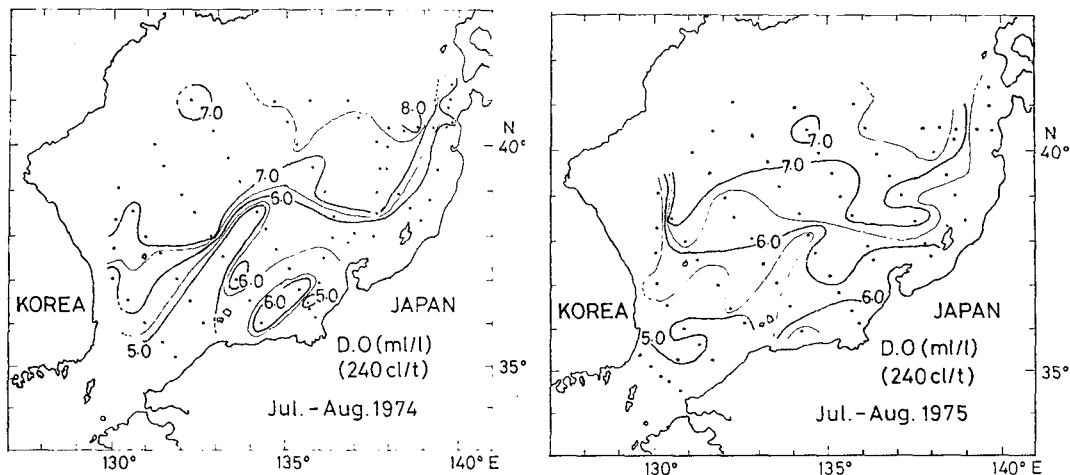 8.0
7.0
N
40°
7.0
6.0
6.0
6.0
5.0
KOREA
JAPAN
5.0
D.O (ml/l)
(240 cl/t)
35°
Jul.-Aug. 1974
130°
135°
140° E
7.0
N
40°
7.0
6.0
KOREA
6.0
JAPAN
5.0
D.O (ml/l)
(240 cl/t)
35°
Jul.-Aug. 1975
130°
135°
140° E